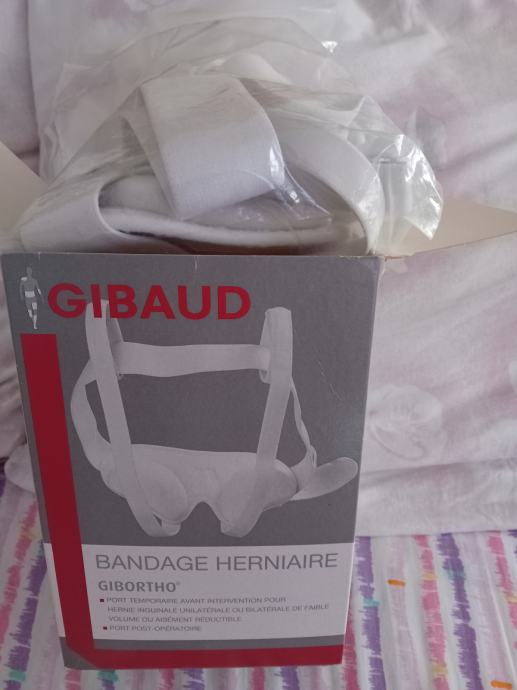 GIBAUD
BANDAGE HERNIAIRE
GIBORTHO®
■ PORT TEMPORAIRE AVANT INTERVENTION POUR
HERNIE INGUINALE UNILATÉRALE OU BILATÉRALE DE FAIBLE
VOLUME OU AISÉMENT RÉDUCTIBLE
■ PORT POST-OPÉRATOIRE